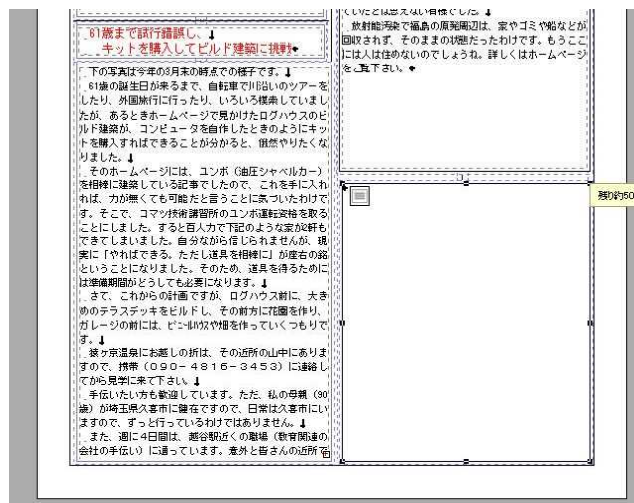 61歳まで試行錯誤し、
キットを購入してビルド建築に挑戦
下の写真は今年の3月末の時点での様子です。
61歳の誕生日が来るまで、自転車で川沿いのツアーを
したり、外国旅行に行ったり、いろいろ模索していまし
たが、あるときホームページで見かけたログハウスのビ
ルド建築が、コンピュータを自作したときのようにキッ
トを購入すればできることが分かると、俄然やりたくな
りました。
そのホームページには、ユンボ（油圧シャベルカー）
を相棒に建築している記事でしたので、これを手に入れ
れば、力が無くても可能だと言うことに気づいたわけで
す。そこで、コマツ技術講習所のユンボ運転資格を取る
ことにしました。すると百人力で下記のような家が2軒も
できてしまいました。自分ながら信じられませんが、現
実に「やればできる。ただし道具を相棒に」が座右の銘
ということになりました。そのため、道具を得るために
は準備期間がどうしても必要になります。
さて、これからの計画ですが、ログハウス前に、大き
めのテラスデッキをビルドし、その前方に花園を作り、
ガレージの前には、ビニールハウスや畑を作っていくつもりで
す。
猿ヶ京温泉にお越しの折は、その近所の山中にありま
すので、携帯（０９０－４８１６－３４５３）に連絡し
てから見学に来て下さい。
手伝いたい方も歓迎しています。ただ、私の母親（90
歳）が埼玉県久喜市に健在ですので、日常は久喜市にい
ますので、ずっと行っているわけではありません。
また、週に４日間は、越谷駅近くの職場（教育関連の
会社の手伝い）に通っています。意外と皆さんの近所で
ていたとは思えない有様でした。
放射能汚染で福島の原発周辺は、家やゴミや船などが
回収されず、そのままの状態だったわけです。もうここ
には人は住めないのでしょうね。詳しくはホームページ
をご覧下さい。
残り約50